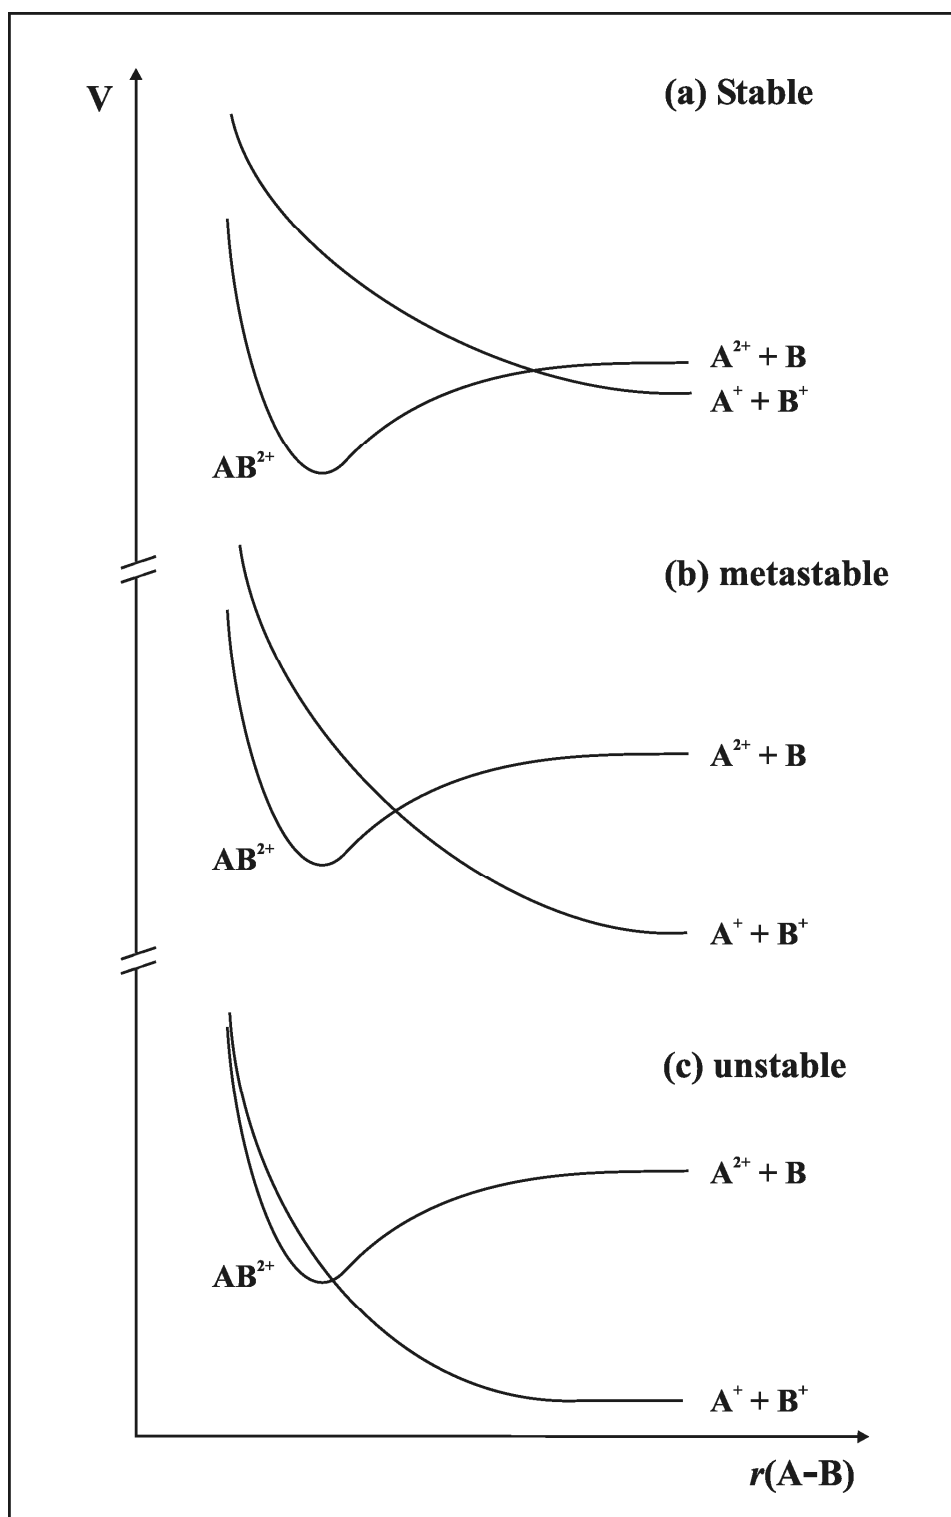 V
(a) Stable
A²⁺ + B
A⁺ + B⁺
AB²⁺
(b) metastable
A²⁺ + B
AB²⁺
A⁺ + B⁺
(c) unstable
A²⁺ + B
AB²⁺
A⁺ + B⁺
r(A-B)